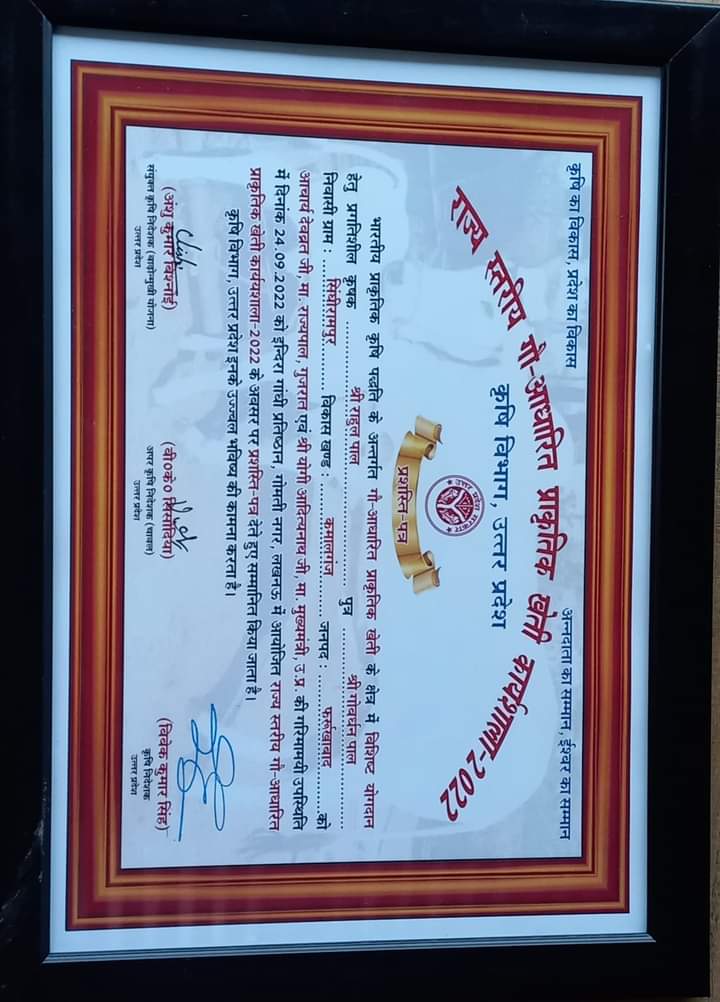 कृषि का विकास, प्रदेश का विकास
अन्नदाता का सम्मान, ईश्वर का सम्मान
राज्य स्तरीय गौ-आधारित प्राकृतिक खेती कार्यशाला-2022
कृषि विभाग, उत्तर प्रदेश
उत्तर प्रदेश सरकार
प्रशस्ति-पत्र
भारतीय प्राकृतिक कृषि पद्धति के अन्तर्गत गौ-आधारित प्राकृतिक खेती के क्षेत्र में विशिष्ट योगदान
हेतु प्रगतिशील कृषक श्री राहुल पाल पुत्र श्री गोवर्धन पाल
निवासी ग्राम : सिंघीरामपुर विकास खण्ड : कमालगंज जनपद : फर्रूखाबाद को
आचार्य देवव्रत जी, मा. राज्यपाल, गुजरात एवं श्री योगी आदित्यनाथ जी, मा. मुख्यमंत्री, उ.प्र. की गरिमामयी उपस्थिति
में दिनांक 24.09.2022 को इन्दिरा गांधी प्रतिष्ठान, गोमती नगर, लखनऊ में आयोजित राज्य स्तरीय गौ-आधारित
प्राकृतिक खेती कार्ययशाला-2022 के अवसर पर प्रशस्ति-पत्र देते हुए सम्मानित किया जाता है।
कृषि विभाग, उत्तर प्रदेश इनके उज्ज्वल भविष्य की कामना करता है।
(अंशु कुमार बिश्नोई)
संयुक्त कृषि निदेशक (बाढ़ोन्मुखी योजना)
उत्तर प्रदेश
(वी०के० सिसौदिया)
अपर कृषि निदेशक (चावल)
उत्तर प्रदेश
(विवेक कुमार सिंह)
कृषि निदेशक
उत्तर प्रदेश